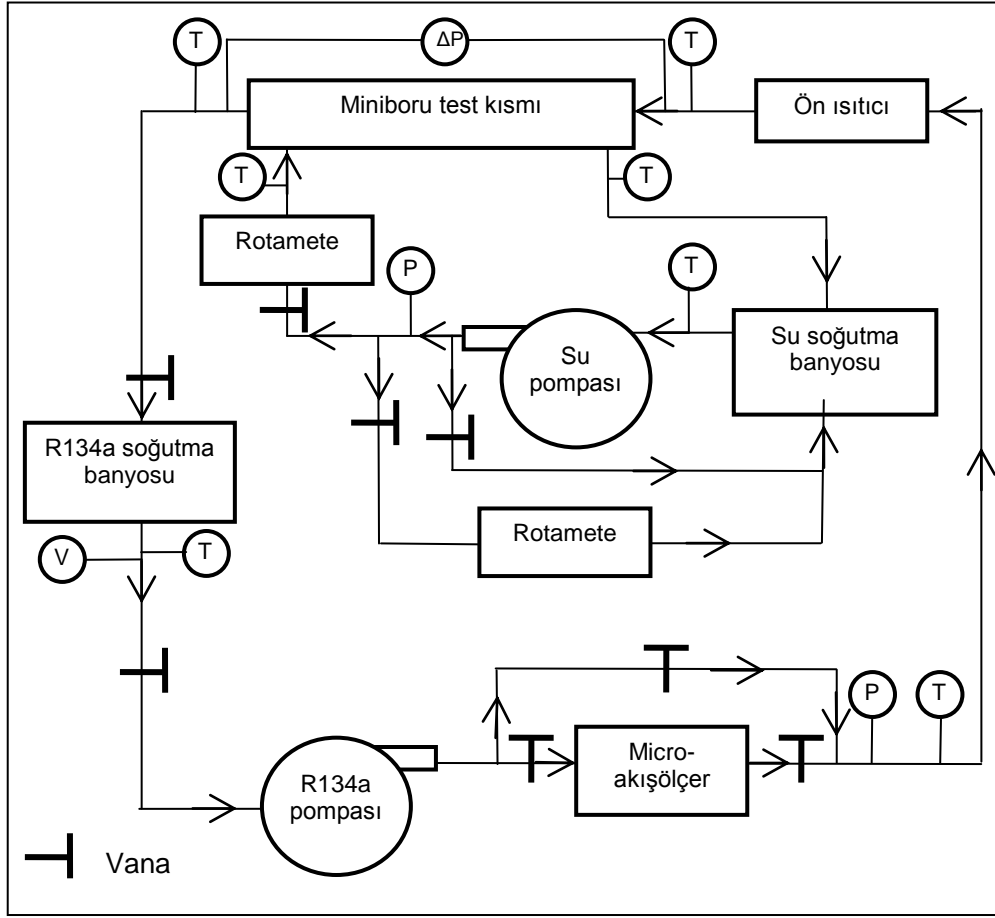 T
ΔP
T
Miniboru test kısmı
Ön ısıtıcı
T
T
Rotamete
P
T
Su
pompası
Su soğutma
banyosu
R134a soğutma
banyosu
Rotamete
V
T
P
T
R134a
pompası
Micro-
akışölçer
Vana